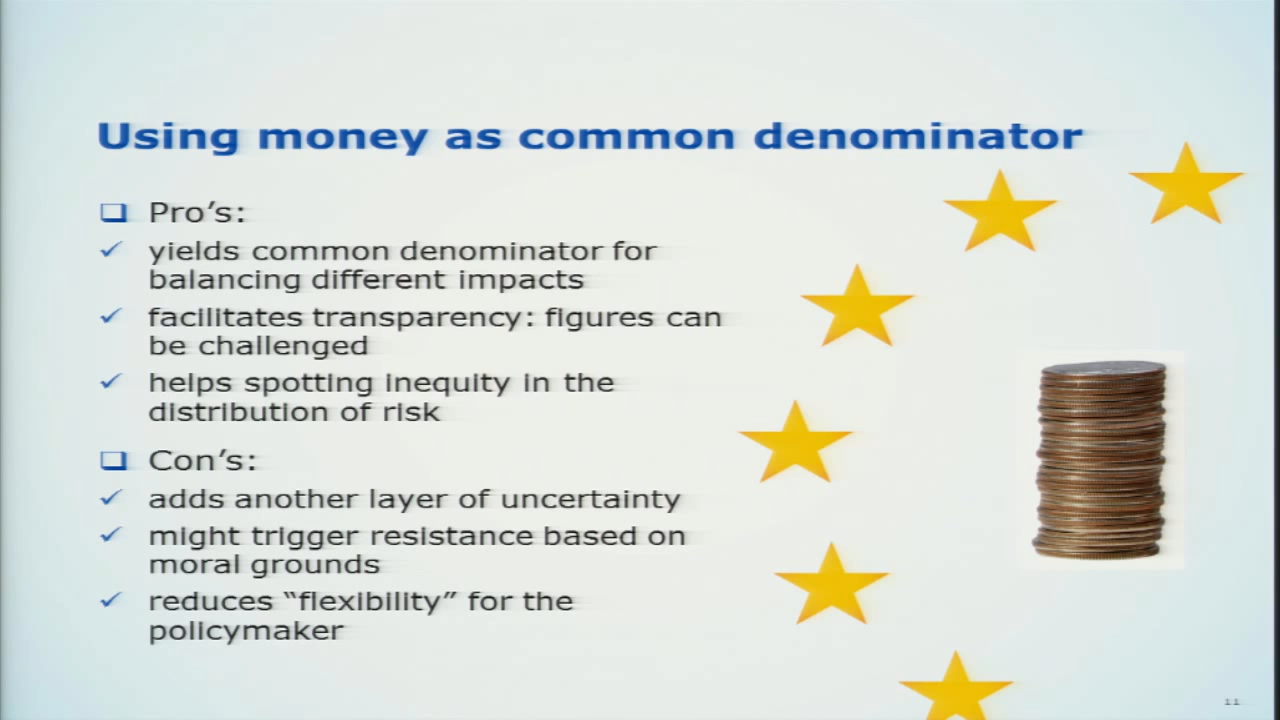 Using money as common denominator
Pro’s:
yields common denominator for
balancing different impacts
facilitates transparency: figures can
be challenged
helps spotting inequity in the
distribution of risk
Con’s:
adds another layer of uncertainty
might trigger resistance based on
moral grounds
reduces “flexibility” for the
policymaker
11